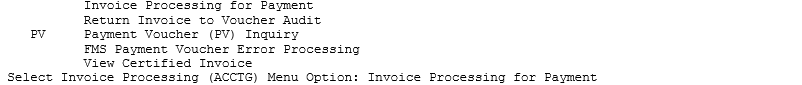 Invoice Processing for Payment
Return Invoice to Voucher Audit
PV Payment Voucher (PV) Inquiry
FMS Payment Voucher Error Processing
View Certified Invoice
Select Invoice Processing (ACCTG) Menu Option: Invoice Processing for Payment